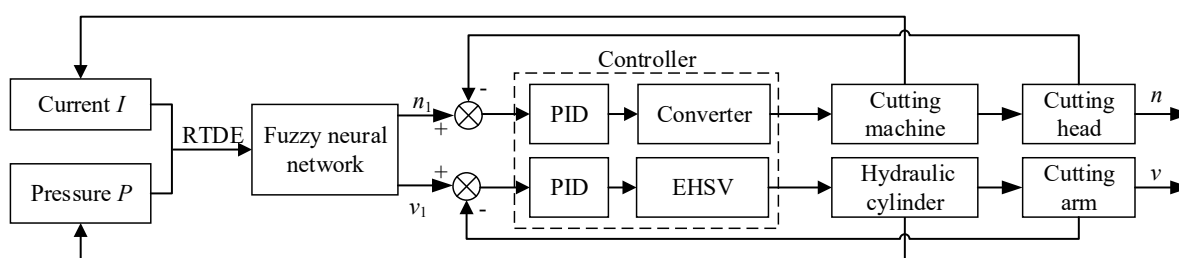 Controller
Current I
RTDE
Pressure P
Fuzzy neural
network
n1
+
-
v1
+
-
PID
Converter
PID
EHSV
Cutting
machine
Hydraulic
cylinder
Cutting
head
Cutting
arm
n
v